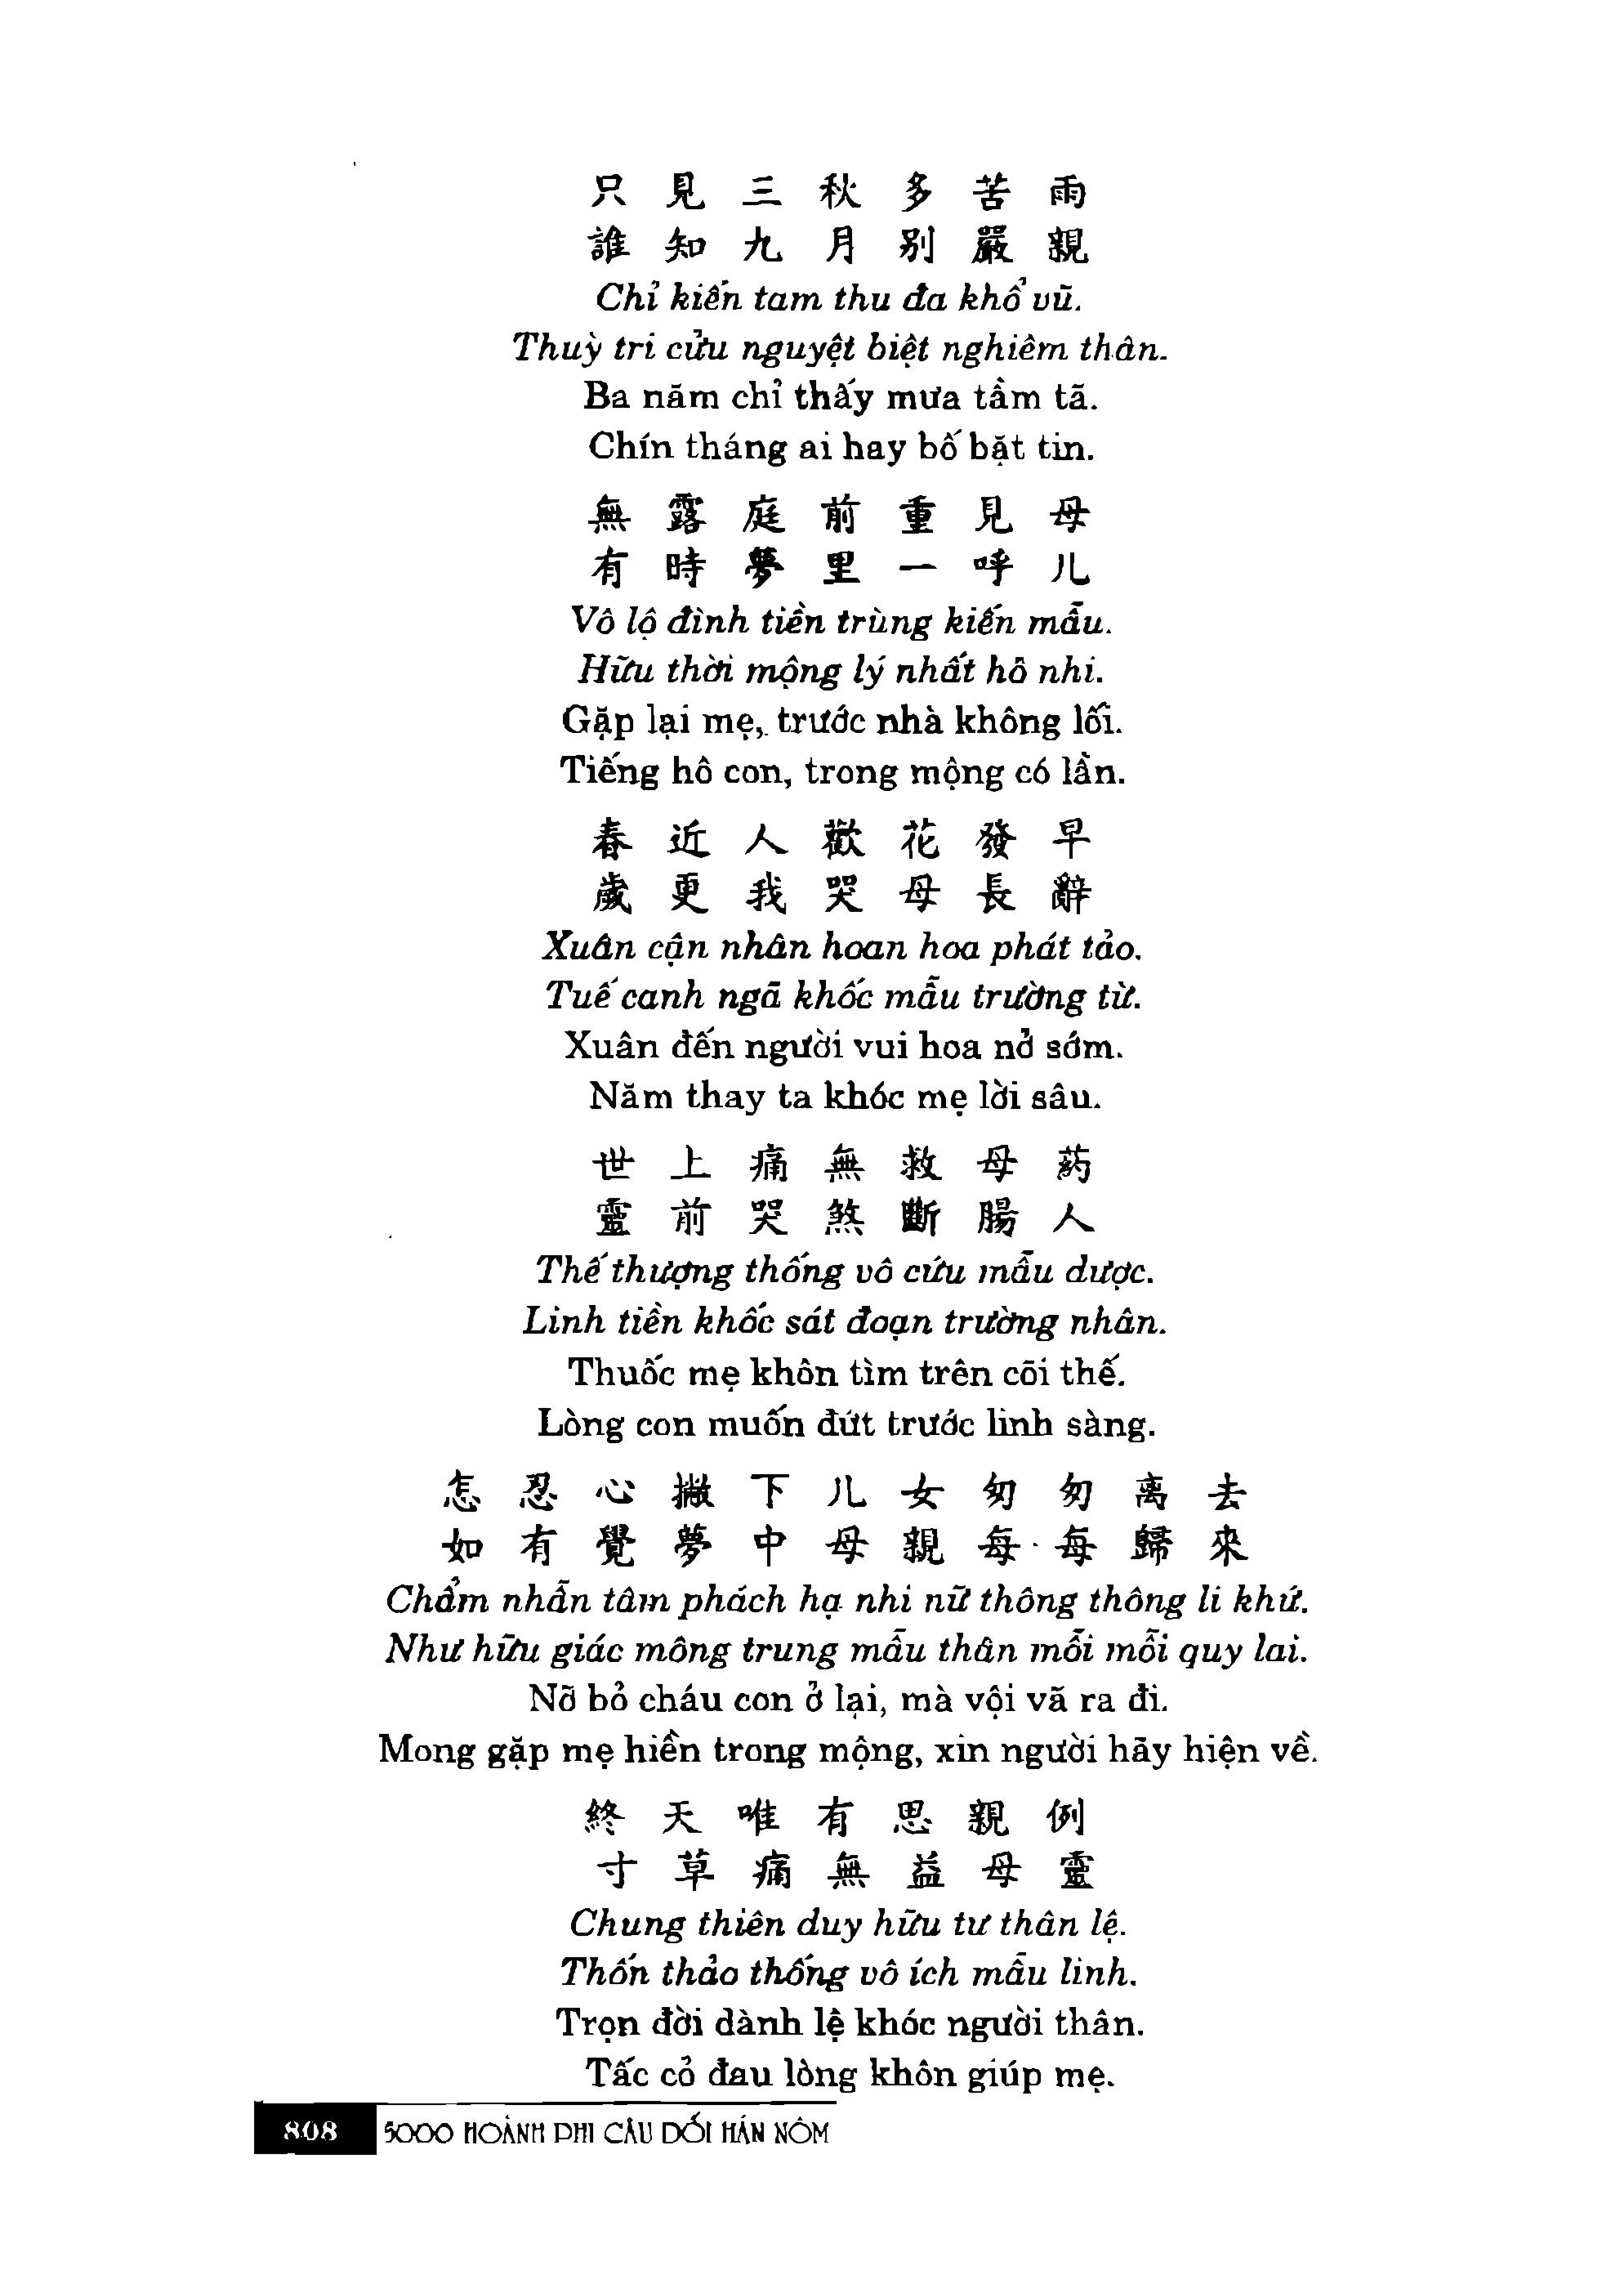 只見三秋多苦雨
誰知九月別嚴親
Chỉ kiến tam thu đa khổ vũ.
Thuỳ tri cửu nguyệt biệt nghiêm thân.
Ba năm chỉ thấy mưa tầm tã.
Chín tháng ai hay bố bặt tin.
無露庭前重見母
有時夢里一呼儿
Vô lộ đình tiền trùng kiến mẫu.
Hữu thời mộng lý nhất hô nhi.
Gặp lại mẹ, trước nhà không lối.
Tiếng hô con, trong mộng có lần.
春近人歡花發早
歲更我哭母長辭
Xuân cận nhân hoan hoa phát tảo.
Tuế canh ngã khốc mẫu trường từ.
Xuân đến người vui hoa nở sớm.
Năm thay ta khóc mẹ lời sâu.
世上痛無救母药
靈前哭煞斷腸人
Thế thượng thống vô cứu mẫu dược.
Linh tiền khốc sát đoạn trường nhân.
Thuốc mẹ khôn tìm trên cõi thế.
Lòng con muốn đứt trước linh sàng.
怎忍心撇下儿女匆匆离去
如有覺夢中母親每每歸來
Chẩm nhẫn tâm phách hạ nhi nữ thông thông li khứ.
Như hữu giác mông trung mẫu thân mỗi mỗi quy lai.
Nỡ bỏ cháu con ở lại, mà vội vã ra đi.
Mong gặp mẹ hiền trong mộng, xin người hãy hiện về.
終天唯有思親例
寸草痛無益母靈
Chung thiên duy hữu tư thân lệ.
Thốn thảo thống vô ích mẫu linh.
Trọn đời dành lệ khóc người thân.
Tấc cỏ đau lòng khôn giúp mẹ.
808 5000 HOÀNH PHI CÂU ĐỐI HÁN NÔM